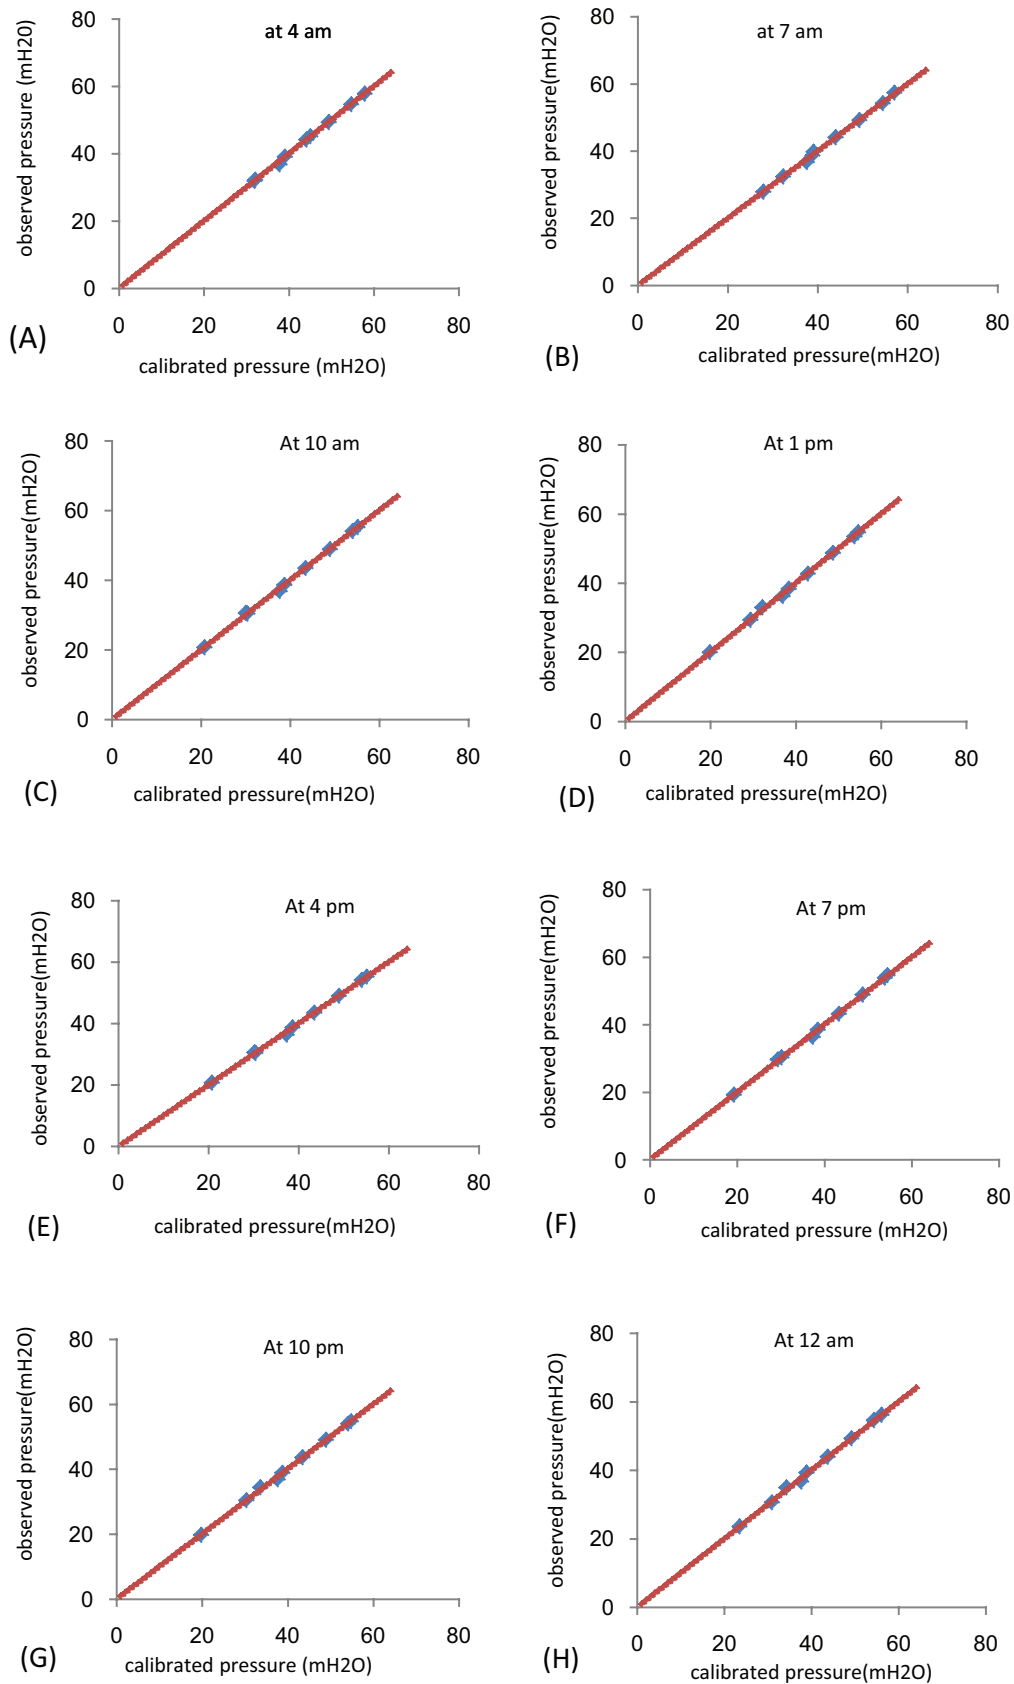 at 4 am
observed pressure (mH20)
80
60
40
20
0
0 20 40 60 80
calibrated pressure (mH2O)
(A)
at 7 am
observed pressure(mH2O)
80
60
40
20
0
0 20 40 60 80
calibrated pressure(mH2O)
(B)
At 10 am
observed pressure(mH2O)
80
60
40
20
0
0 20 40 60 80
calibrated pressure(mH2O)
(C)
At 1 pm
observed pressure(mH2O)
80
60
40
20
0
0 20 40 60 80
calibrated pressure(mH2O)
(D)
At 4 pm
observed pressure(mH2O)
80
60
40
20
0
0 20 40 60 80
calibrated pressure(mH2O)
(E)
At 7 pm
observed pressure(mH2O)
80
60
40
20
0
0 20 40 60 80
calibrated pressure (mH2O)
(F)
At 10 pm
observed pressure(mH2O)
80
60
40
20
0
0 20 40 60 80
calibrated pressure (mH2O)
(G)
At 12 am
observed pressure(mH2O)
80
60
40
20
0
0 20 40 60 80
calibrated pressure(mH2O)
(H)